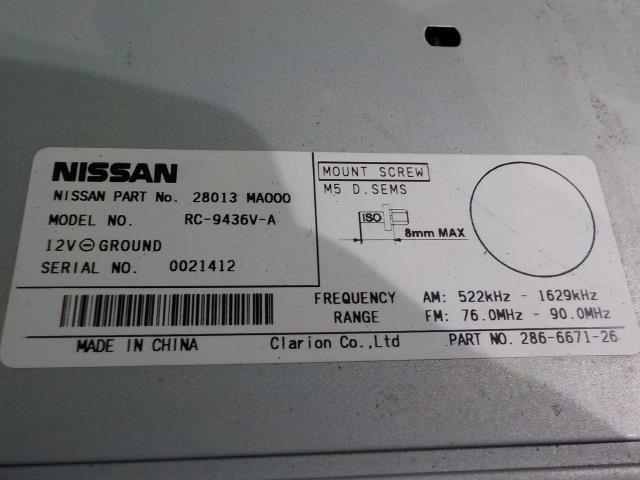 NISSAN
NISSAN PART No. 28013 MA000
MODEL NO. RC-9436V-A
12V⊖GROUND
SERIAL NO. 0021412
MOUNT SCREW
M5 D.SEMS
ISO
8mm MAX
FREQUENCY RANGE
AM: 522kHz - 1629kHz
FM: 76.0MHz - 90.0MHz
MADE IN CHINA
Clarion Co.,Ltd
PART NO. 286-6671-26